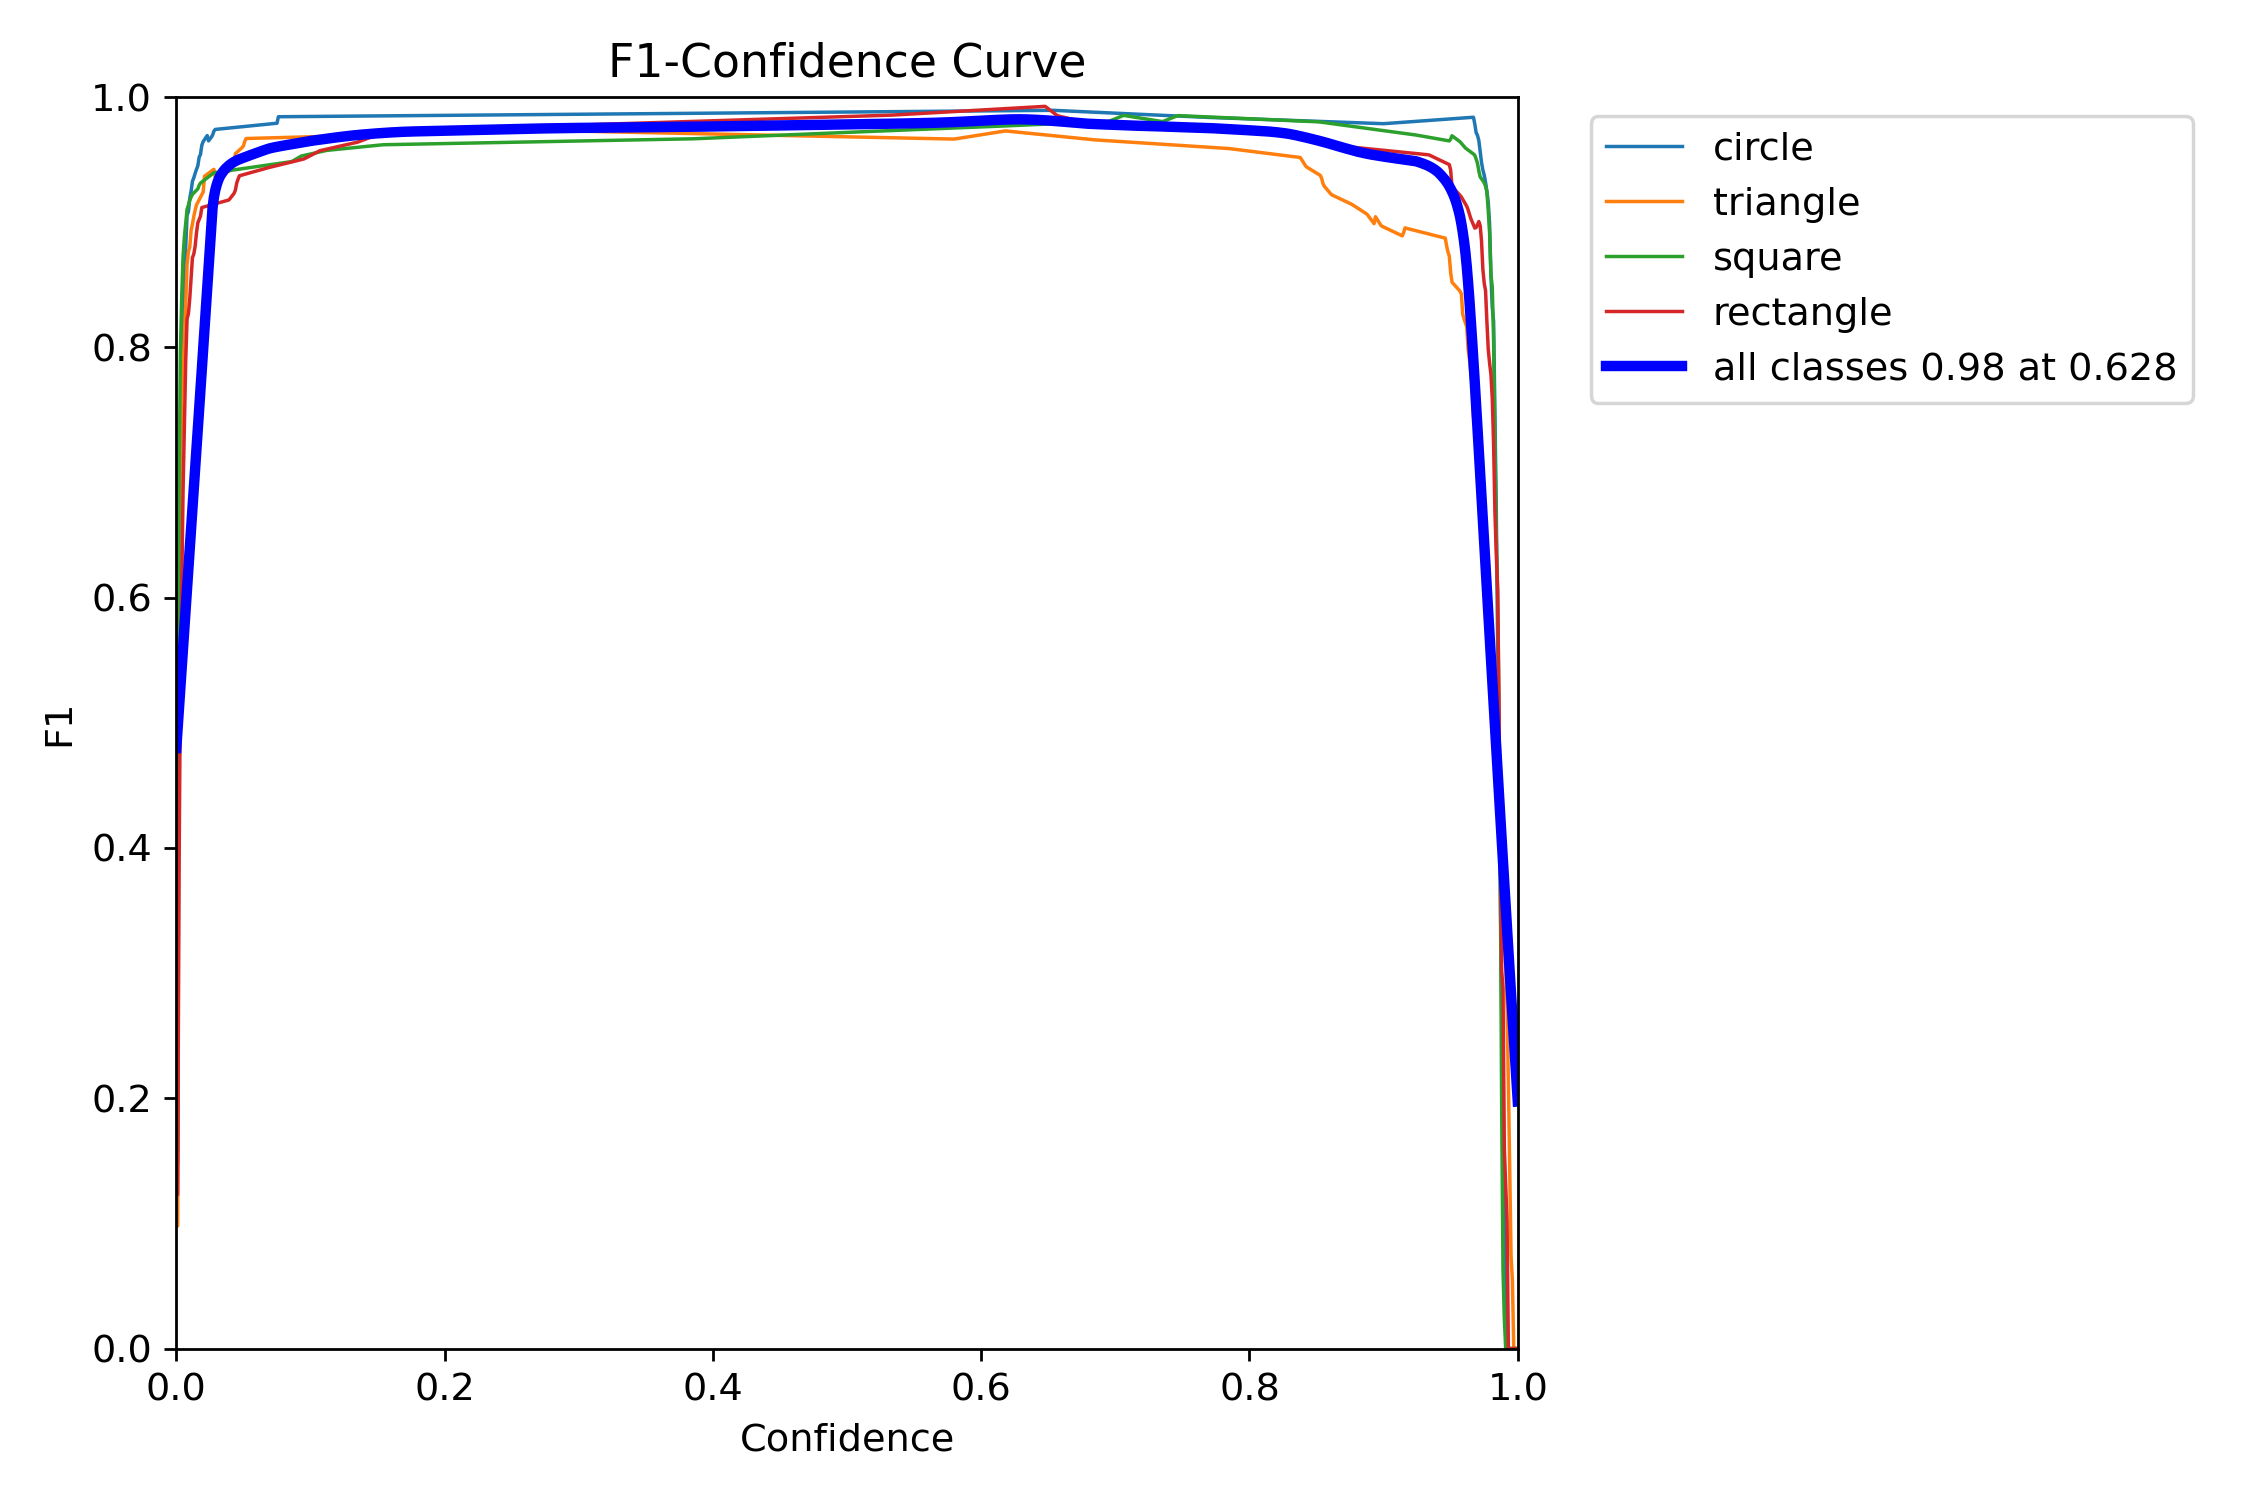 F1-Confidence Curve
1.0
0.8
0.6
0.4
0.2
0.0
F1
0.0 0.2 0.4 0.6 0.8 1.0
Confidence
circle
triangle
square
rectangle
all classes 0.98 at 0.628